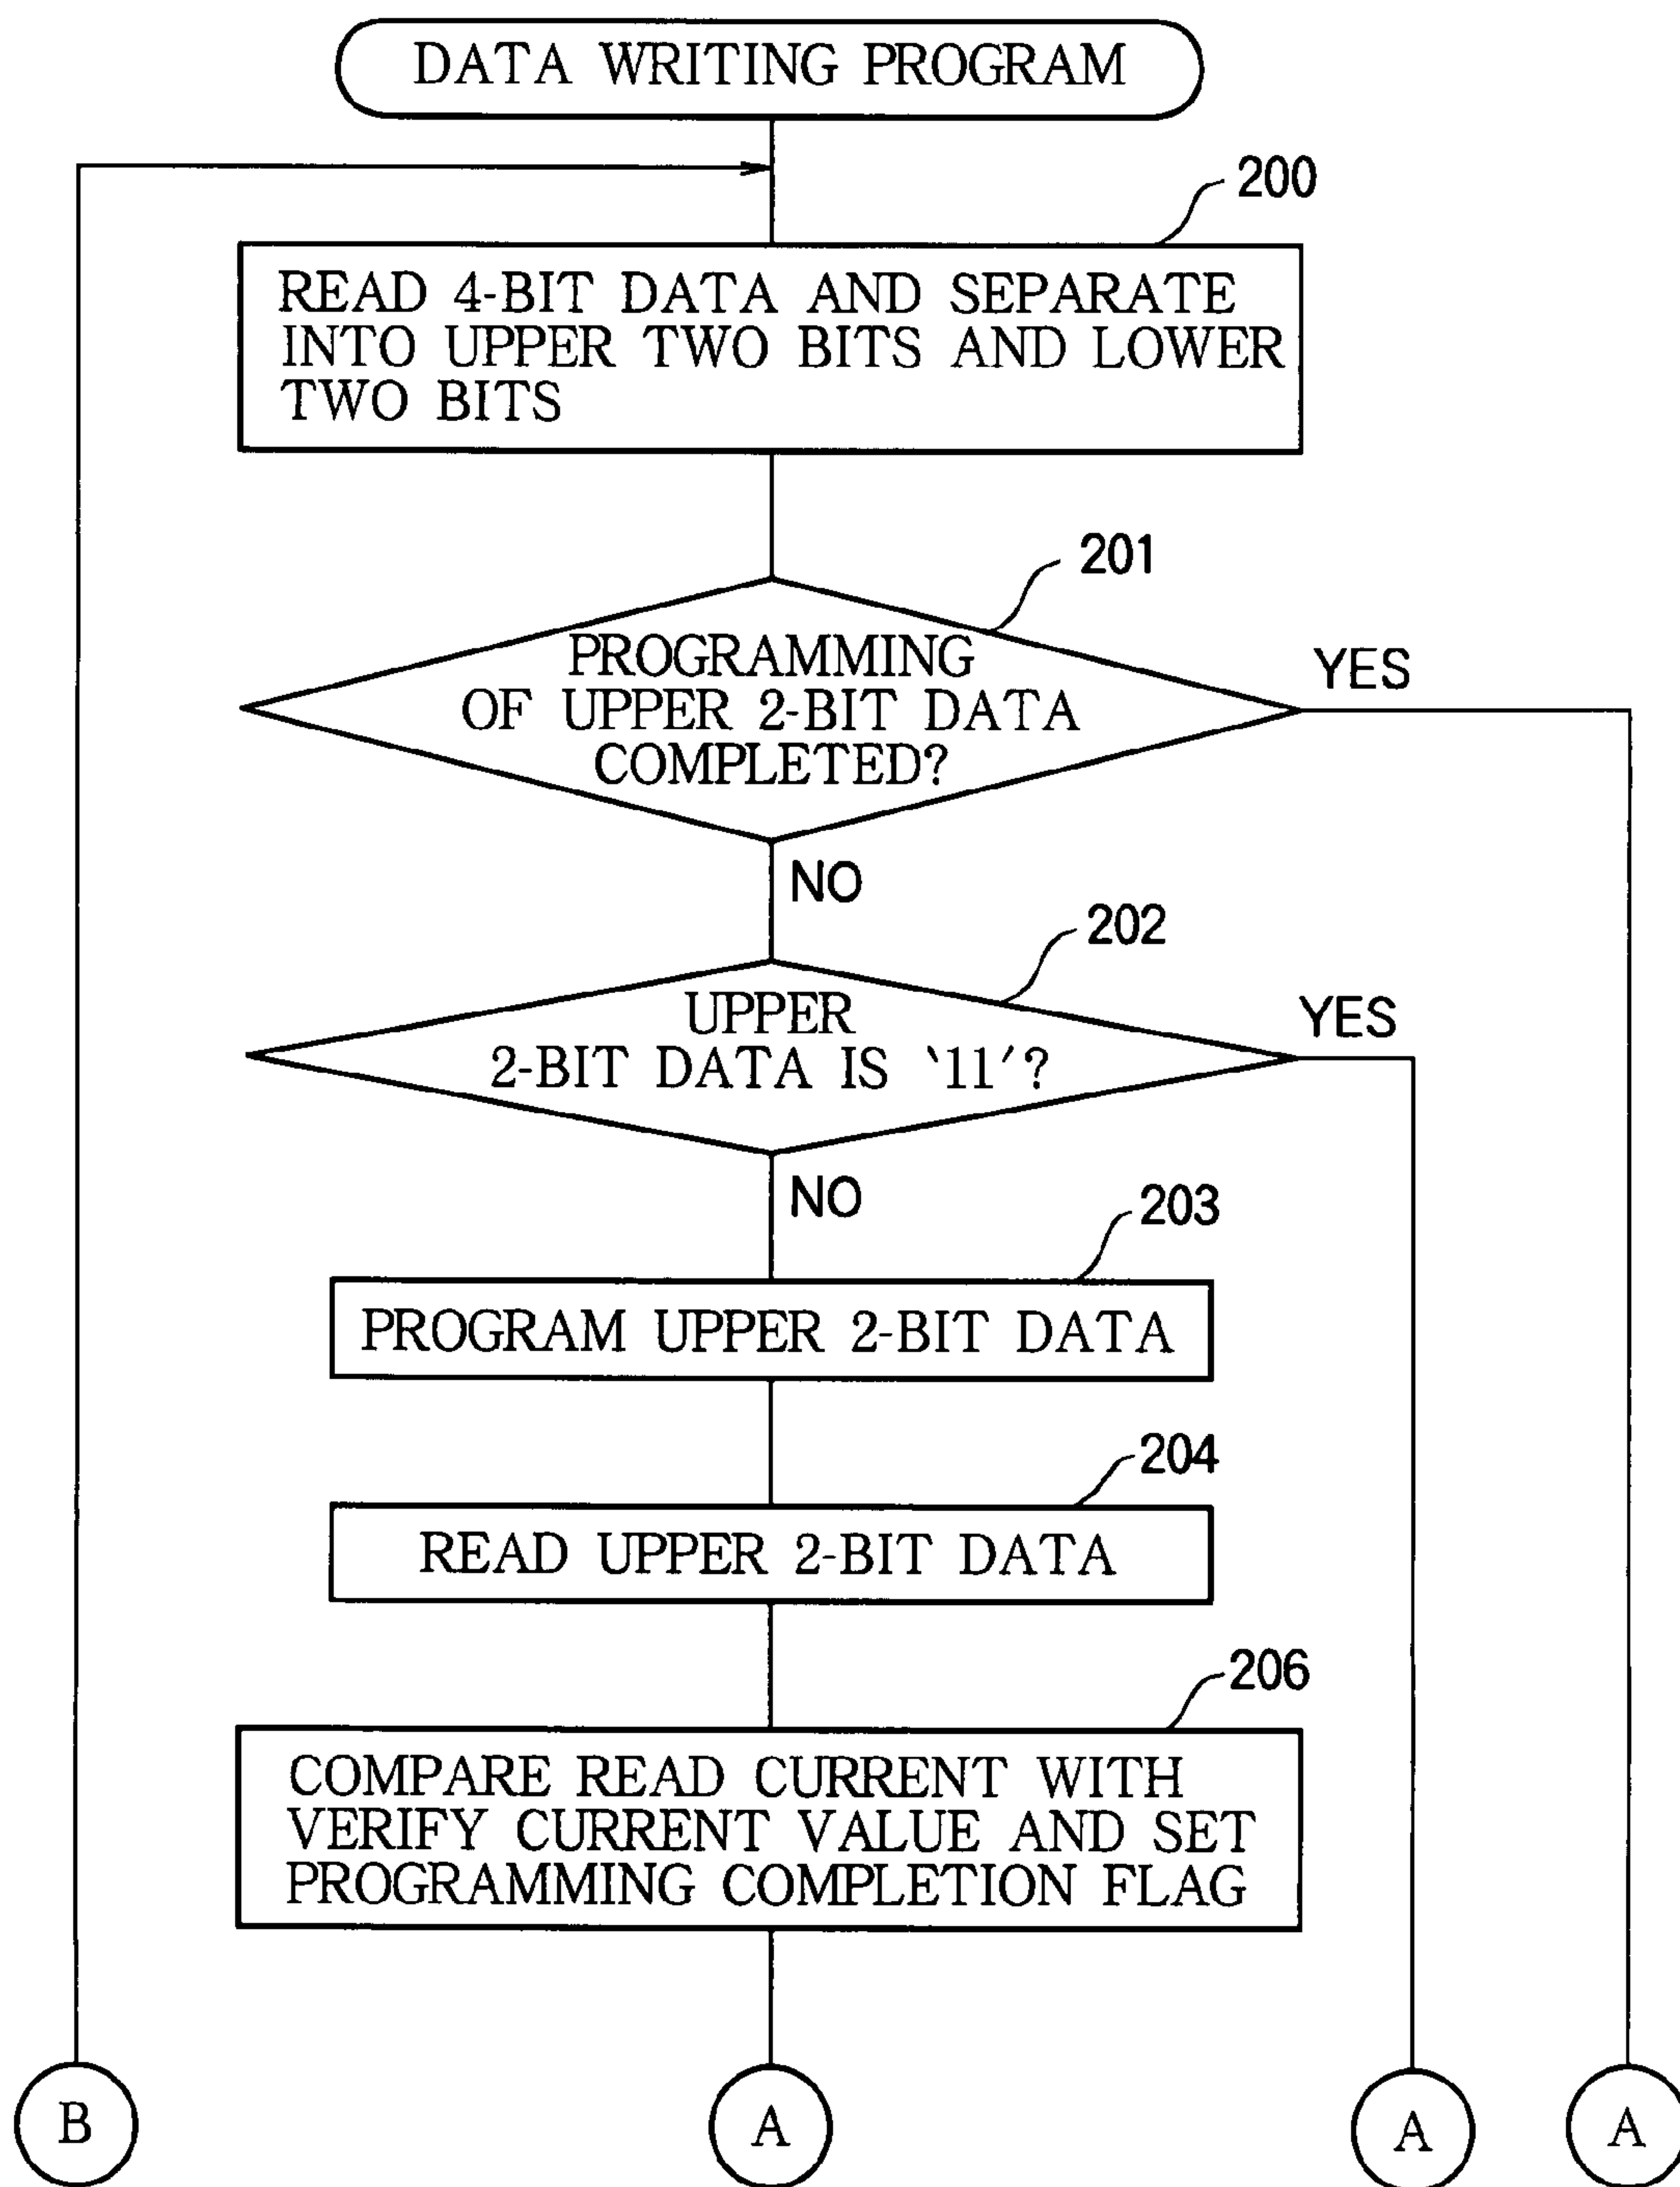 DATA WRITING PROGRAM
200
READ 4-BIT DATA AND SEPARATE
INTO UPPER TWO BITS AND LOWER
TWO BITS
201
PROGRAMMING
OF UPPER 2-BIT DATA
COMPLETED?
YES
NO
202
UPPER
2-BIT DATA IS `11′?
YES
NO
203
PROGRAM UPPER 2-BIT DATA
204
READ UPPER 2-BIT DATA
206
COMPARE READ CURRENT WITH
VERIFY CURRENT VALUE AND SET
PROGRAMMING COMPLETION FLAG
B
A
A
A